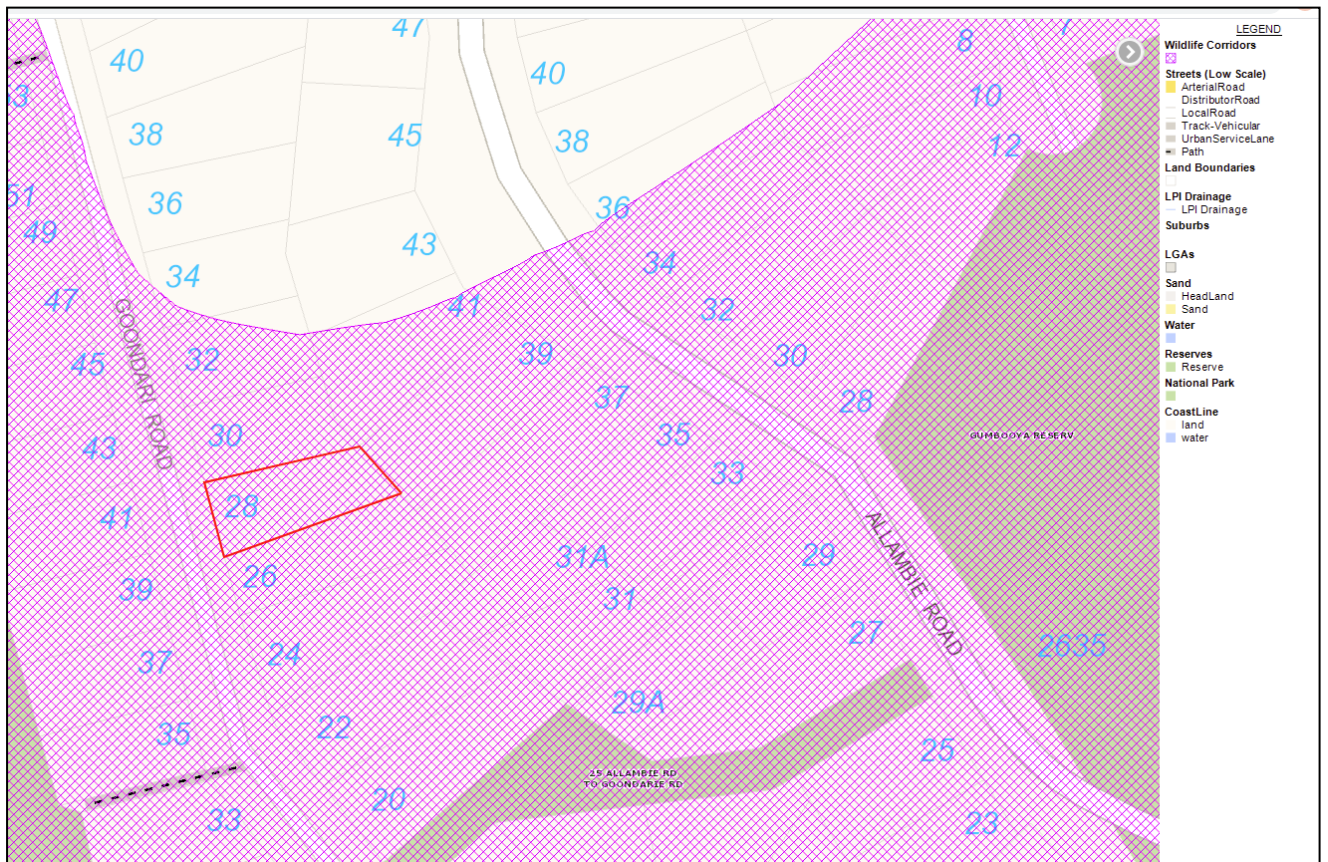 47
40
40
8
10
12
38
45
38
36
36
51
49
43
34
34
41
47
32
GOONDARI ROAD
45
32
39
30
37
28
30
35
GUMBOOYA RESERV
43
33
28
41
31A
29
ALLAMBIE ROAD
26
39
31
27
2635
24
37
29A
22
35
25
25 ALLAMBIE RD
TO GOONDARIE RD
20
33
23
LEGEND
Wildlife Corridors
Streets (Low Scale)
ArterialRoad
DistributorRoad
LocalRoad
Track-Vehicular
UrbanServiceLane
Path
Land Boundaries
LPI Drainage
LPI Drainage
Suburbs
LGAs
Sand
HeadLand
Sand
Water
Reserves
Reserve
National Park
CoastLine
land
water